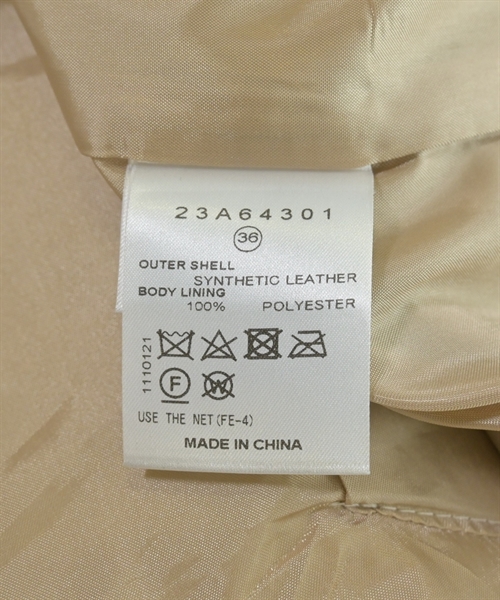 23A64301
36
OUTER SHELL
SYNTHETIC LEATHER
BODY LINING
100% POLYESTER
1110121
F
W
USE THE NET(FE-4)
MADE IN CHINA